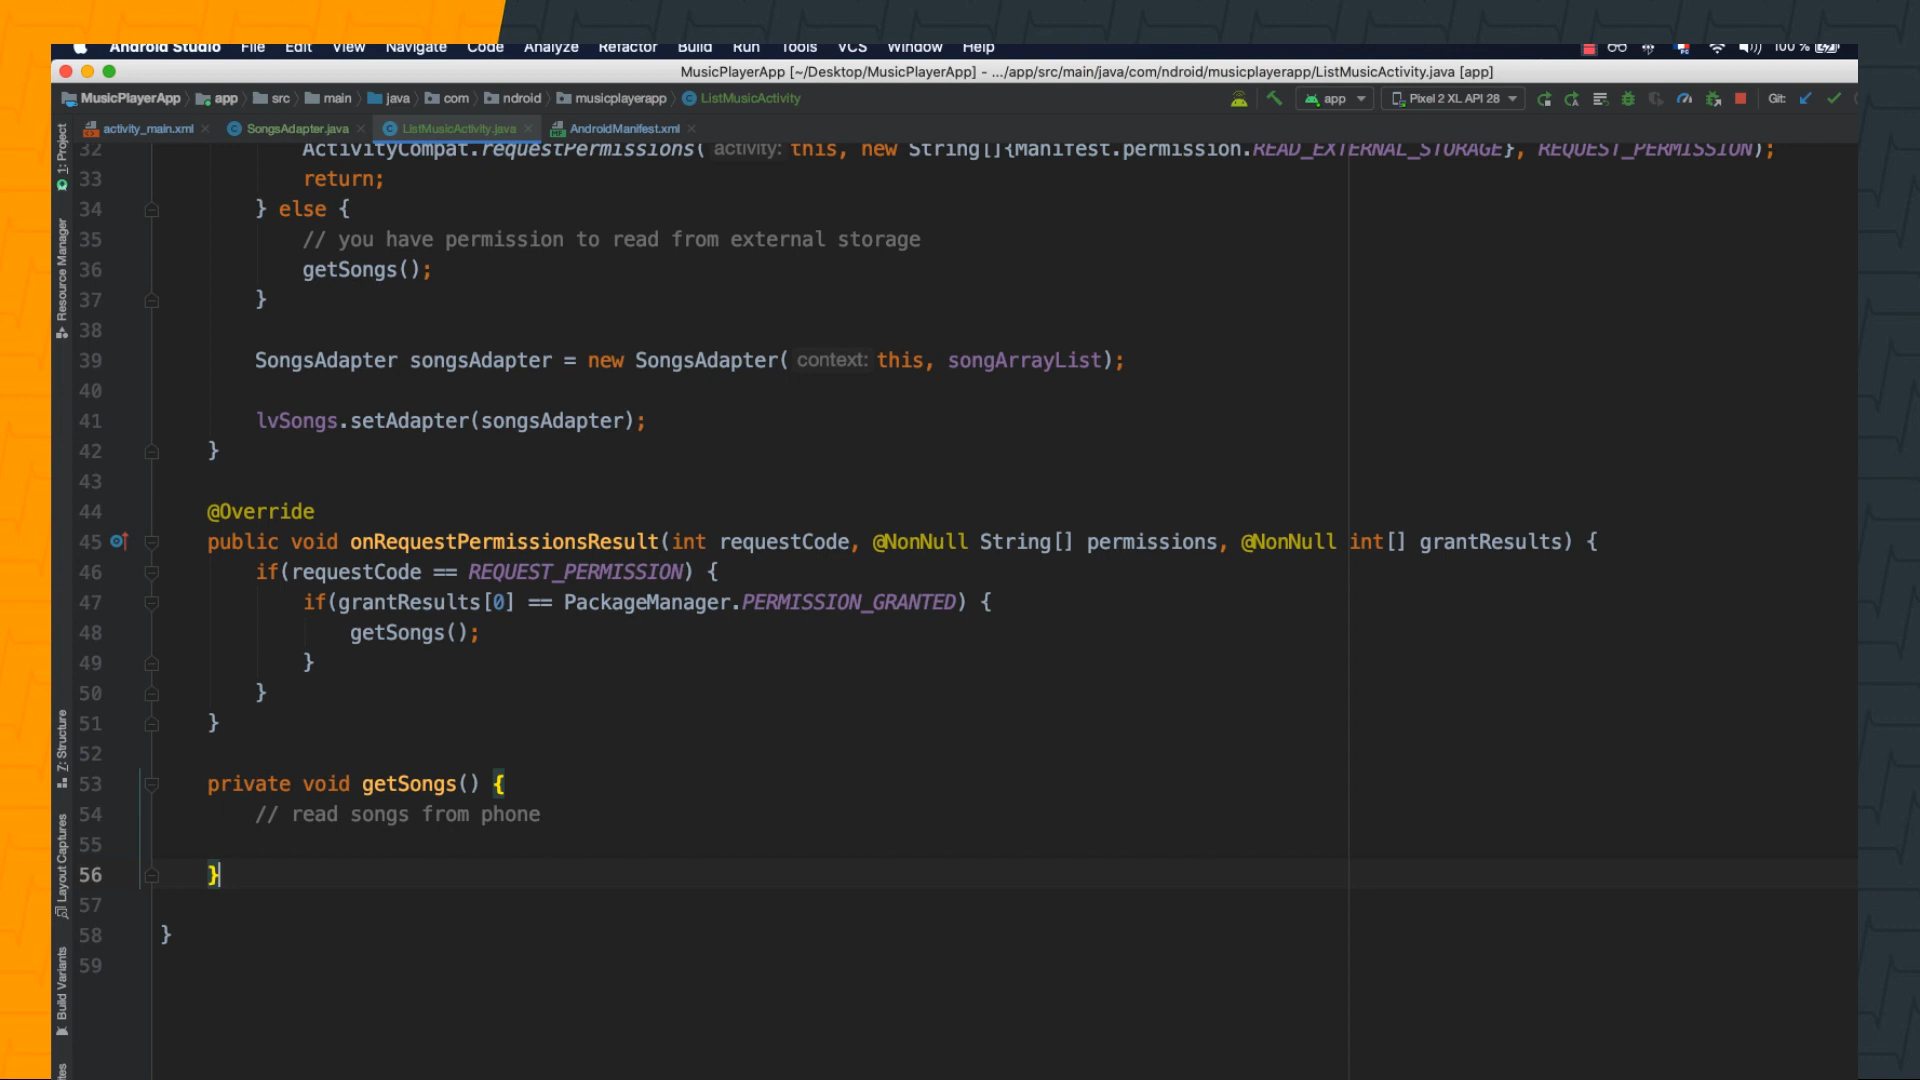 Android Studio File Edit View Navigate Code Analyze Refactor Build Run Tools VCS Window Help 100 %
MusicPlayerApp [~/Desktop/MusicPlayerApp] - .../app/src/main/java/com/ndroid/musicplayerapp/ListMusicActivity.java [app]
MusicPlayerApp app src main java com ndroid musicplayerapp ListMusicActivity app Pixel 2 XL API 28 Git:
activity_main.xml SongsAdapter.java ListMusicActivity.java AndroidManifest.xml
1: Project
Resource Manager
7: Structure
Layout Captures
Build Variants
32 ActivityCompat.requestPermissions( activity: this, new String[]{Manifest.permission.READ_EXTERNAL_STORAGE}, REQUEST_PERMISSION);
33 return;
34 } else {
35 // you have permission to read from external storage
36 getSongs();
37 }
38
39 SongsAdapter songsAdapter = new SongsAdapter( context: this, songArrayList);
40
41 lvSongs.setAdapter(songsAdapter);
42 }
43
44 @Override
45 public void onRequestPermissionsResult(int requestCode, @NonNull String[] permissions, @NonNull int[] grantResults) {
46 if(requestCode == REQUEST_PERMISSION) {
47 if(grantResults[0] == PackageManager.PERMISSION_GRANTED) {
48 getSongs();
49 }
50 }
51 }
52
53 private void getSongs() {
54 // read songs from phone
55
56 }
57
58 }
59